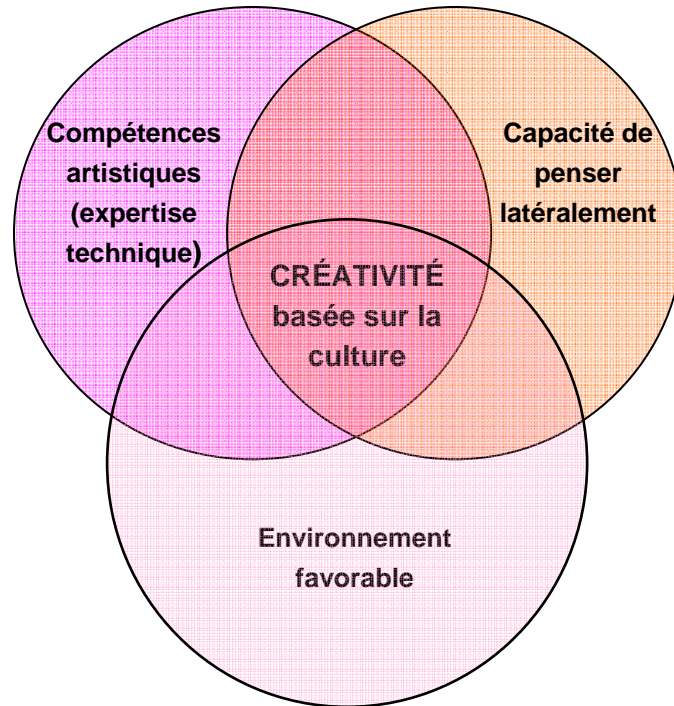 Compétences
artistiques
(expertise
technique)
Capacité de
penser
latéralement
CRÉATIVITÉ
basée sur la
culture
Environnement
favorable